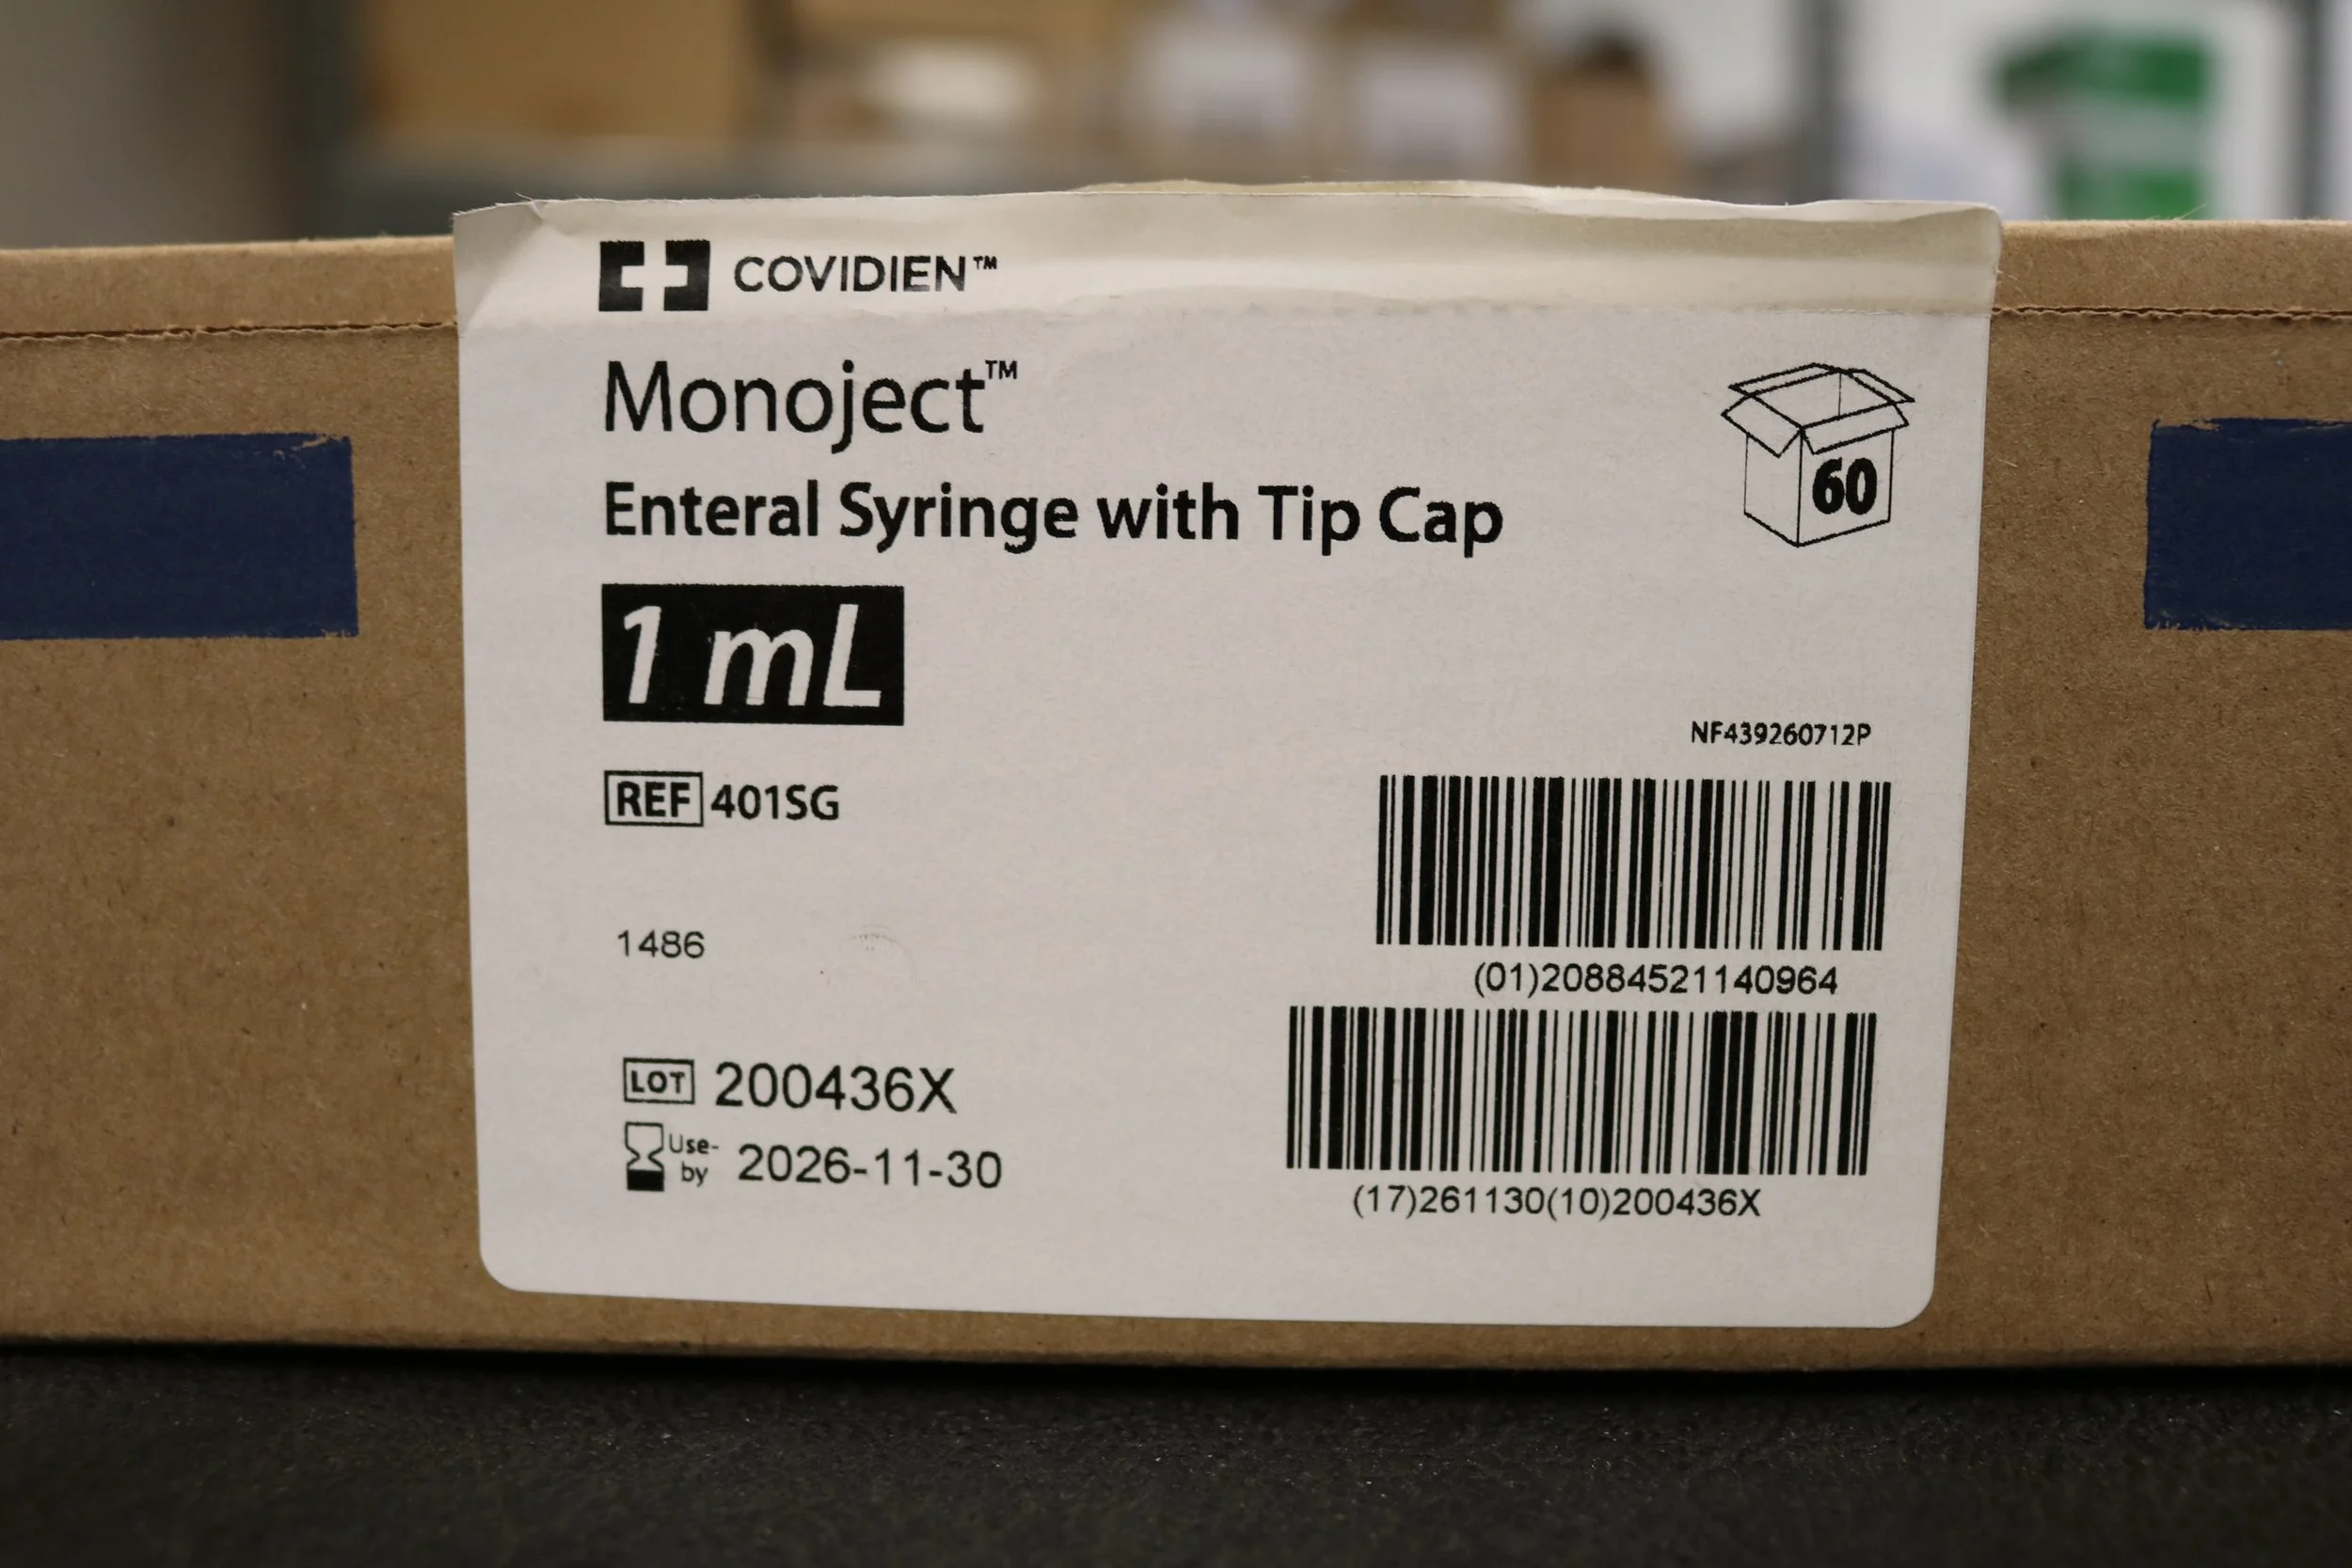 COVIDIEN™
Monoject™
Enteral Syringe with Tip Cap
60
1 mL
NF439260712P
REF 401SG
1486
(01)20884521140964
LOT 200436X
Use-by 2026-11-30
(17)261130(10)200436X